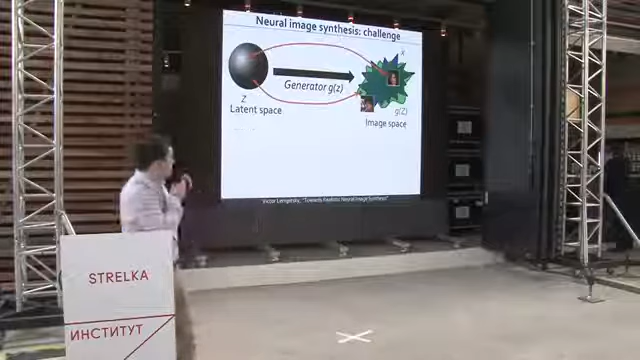 Neural image synthesis: challenge
X
Generator g(z)
Z
g(Z)
Latent space
Image space
Victor Lempitsky, "Towards Realistic Neural Image Synthesis"
STRELKA
ИНСТИТУТ